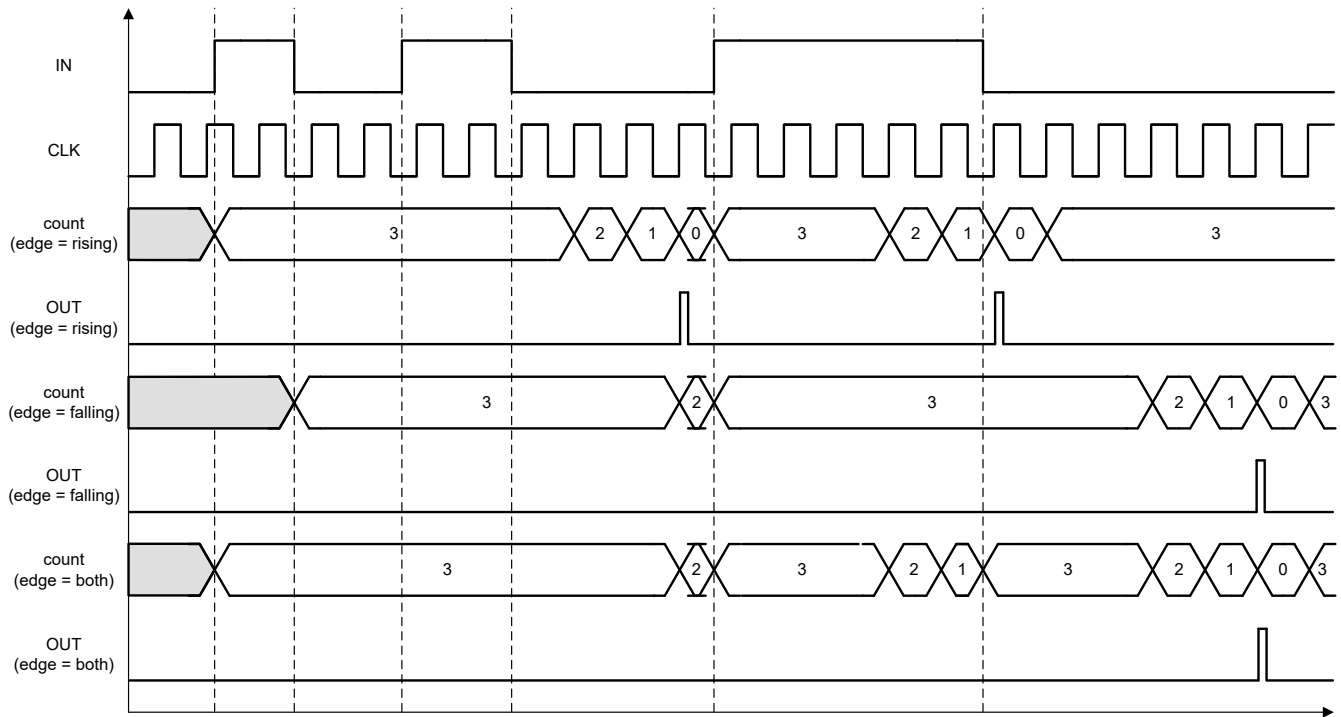 IN
CLK
count
(edge = rising)
3
2
1
0
3
2
1
0
3
OUT
(edge = rising)
count
(edge = falling)
3
2
3
2
1
0
3
OUT
(edge = falling)
count
(edge = both)
3
2
3
2
1
3
2
1
0
3
OUT
(edge = both)